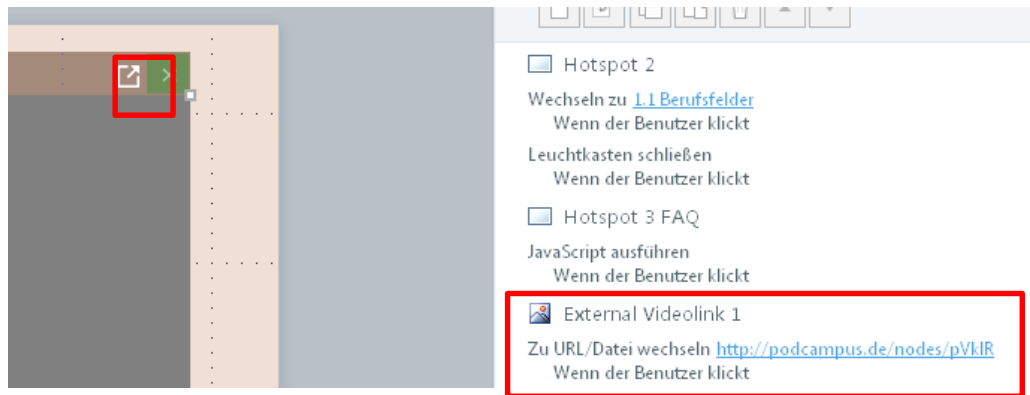 Hotspot 2
Wechseln zu 1.1 Berufsfelder
Wenn der Benutzer klickt
Leuchtkasten schließen
Wenn der Benutzer klickt
Hotspot 3 FAQ
JavaScript ausführen
Wenn der Benutzer klickt
External Videolink 1
Zu URL/Datei wechseln http://podcampus.de/nodes/pVklR
Wenn der Benutzer klickt